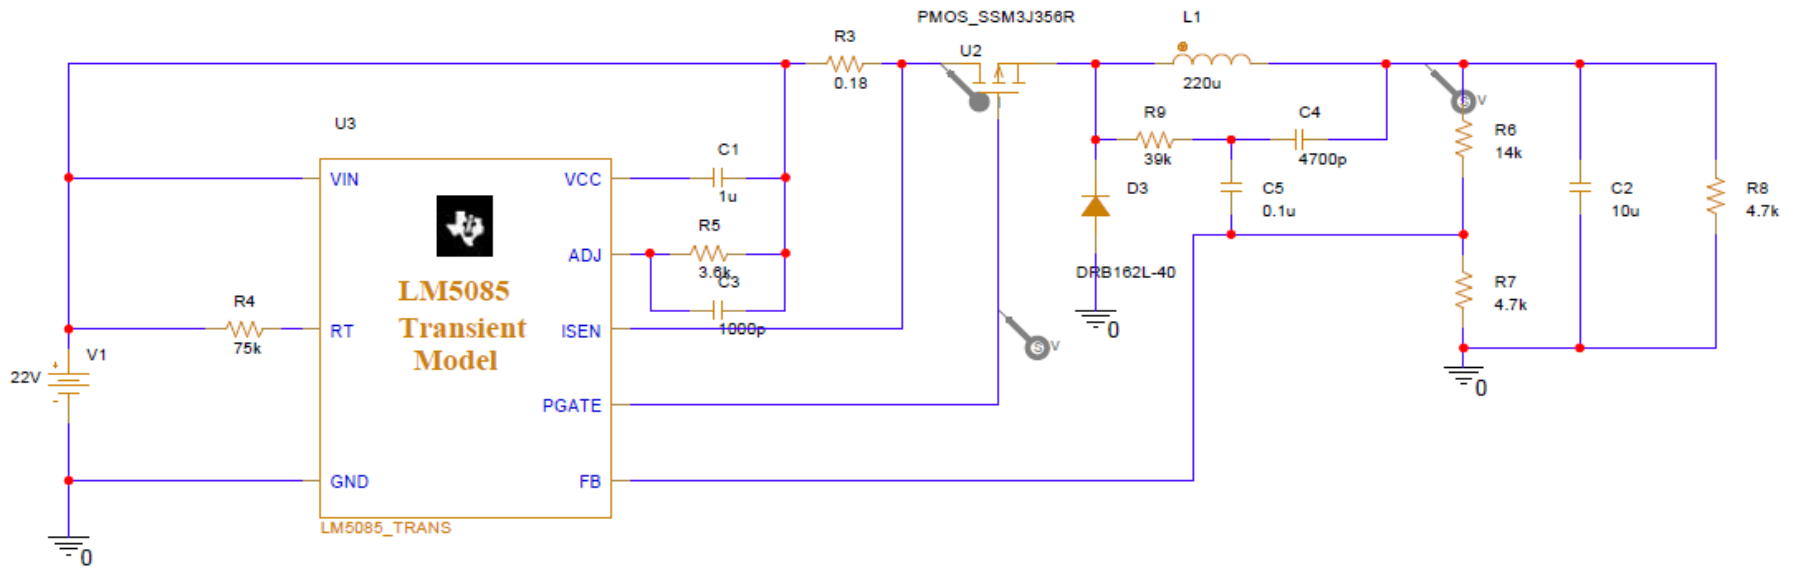 PMOS_SSM3J356R
L1
R3
U2
0.18
220u
U3
R9
C4
V
R6
14k
39k
4700p
C1
VIN
VCC
1u
D3
C5
0.1u
C2
10u
R8
4.7k
R5
ADJ
3.6k
C3
DRB162L-40
R7
4.7k
LM5085
Transient
Model
R4
75k
RT
ISEN
1000p
0
V1
22V
+
-
S
V
S
PGATE
0
GND
FB
LM5085_TRANS
0